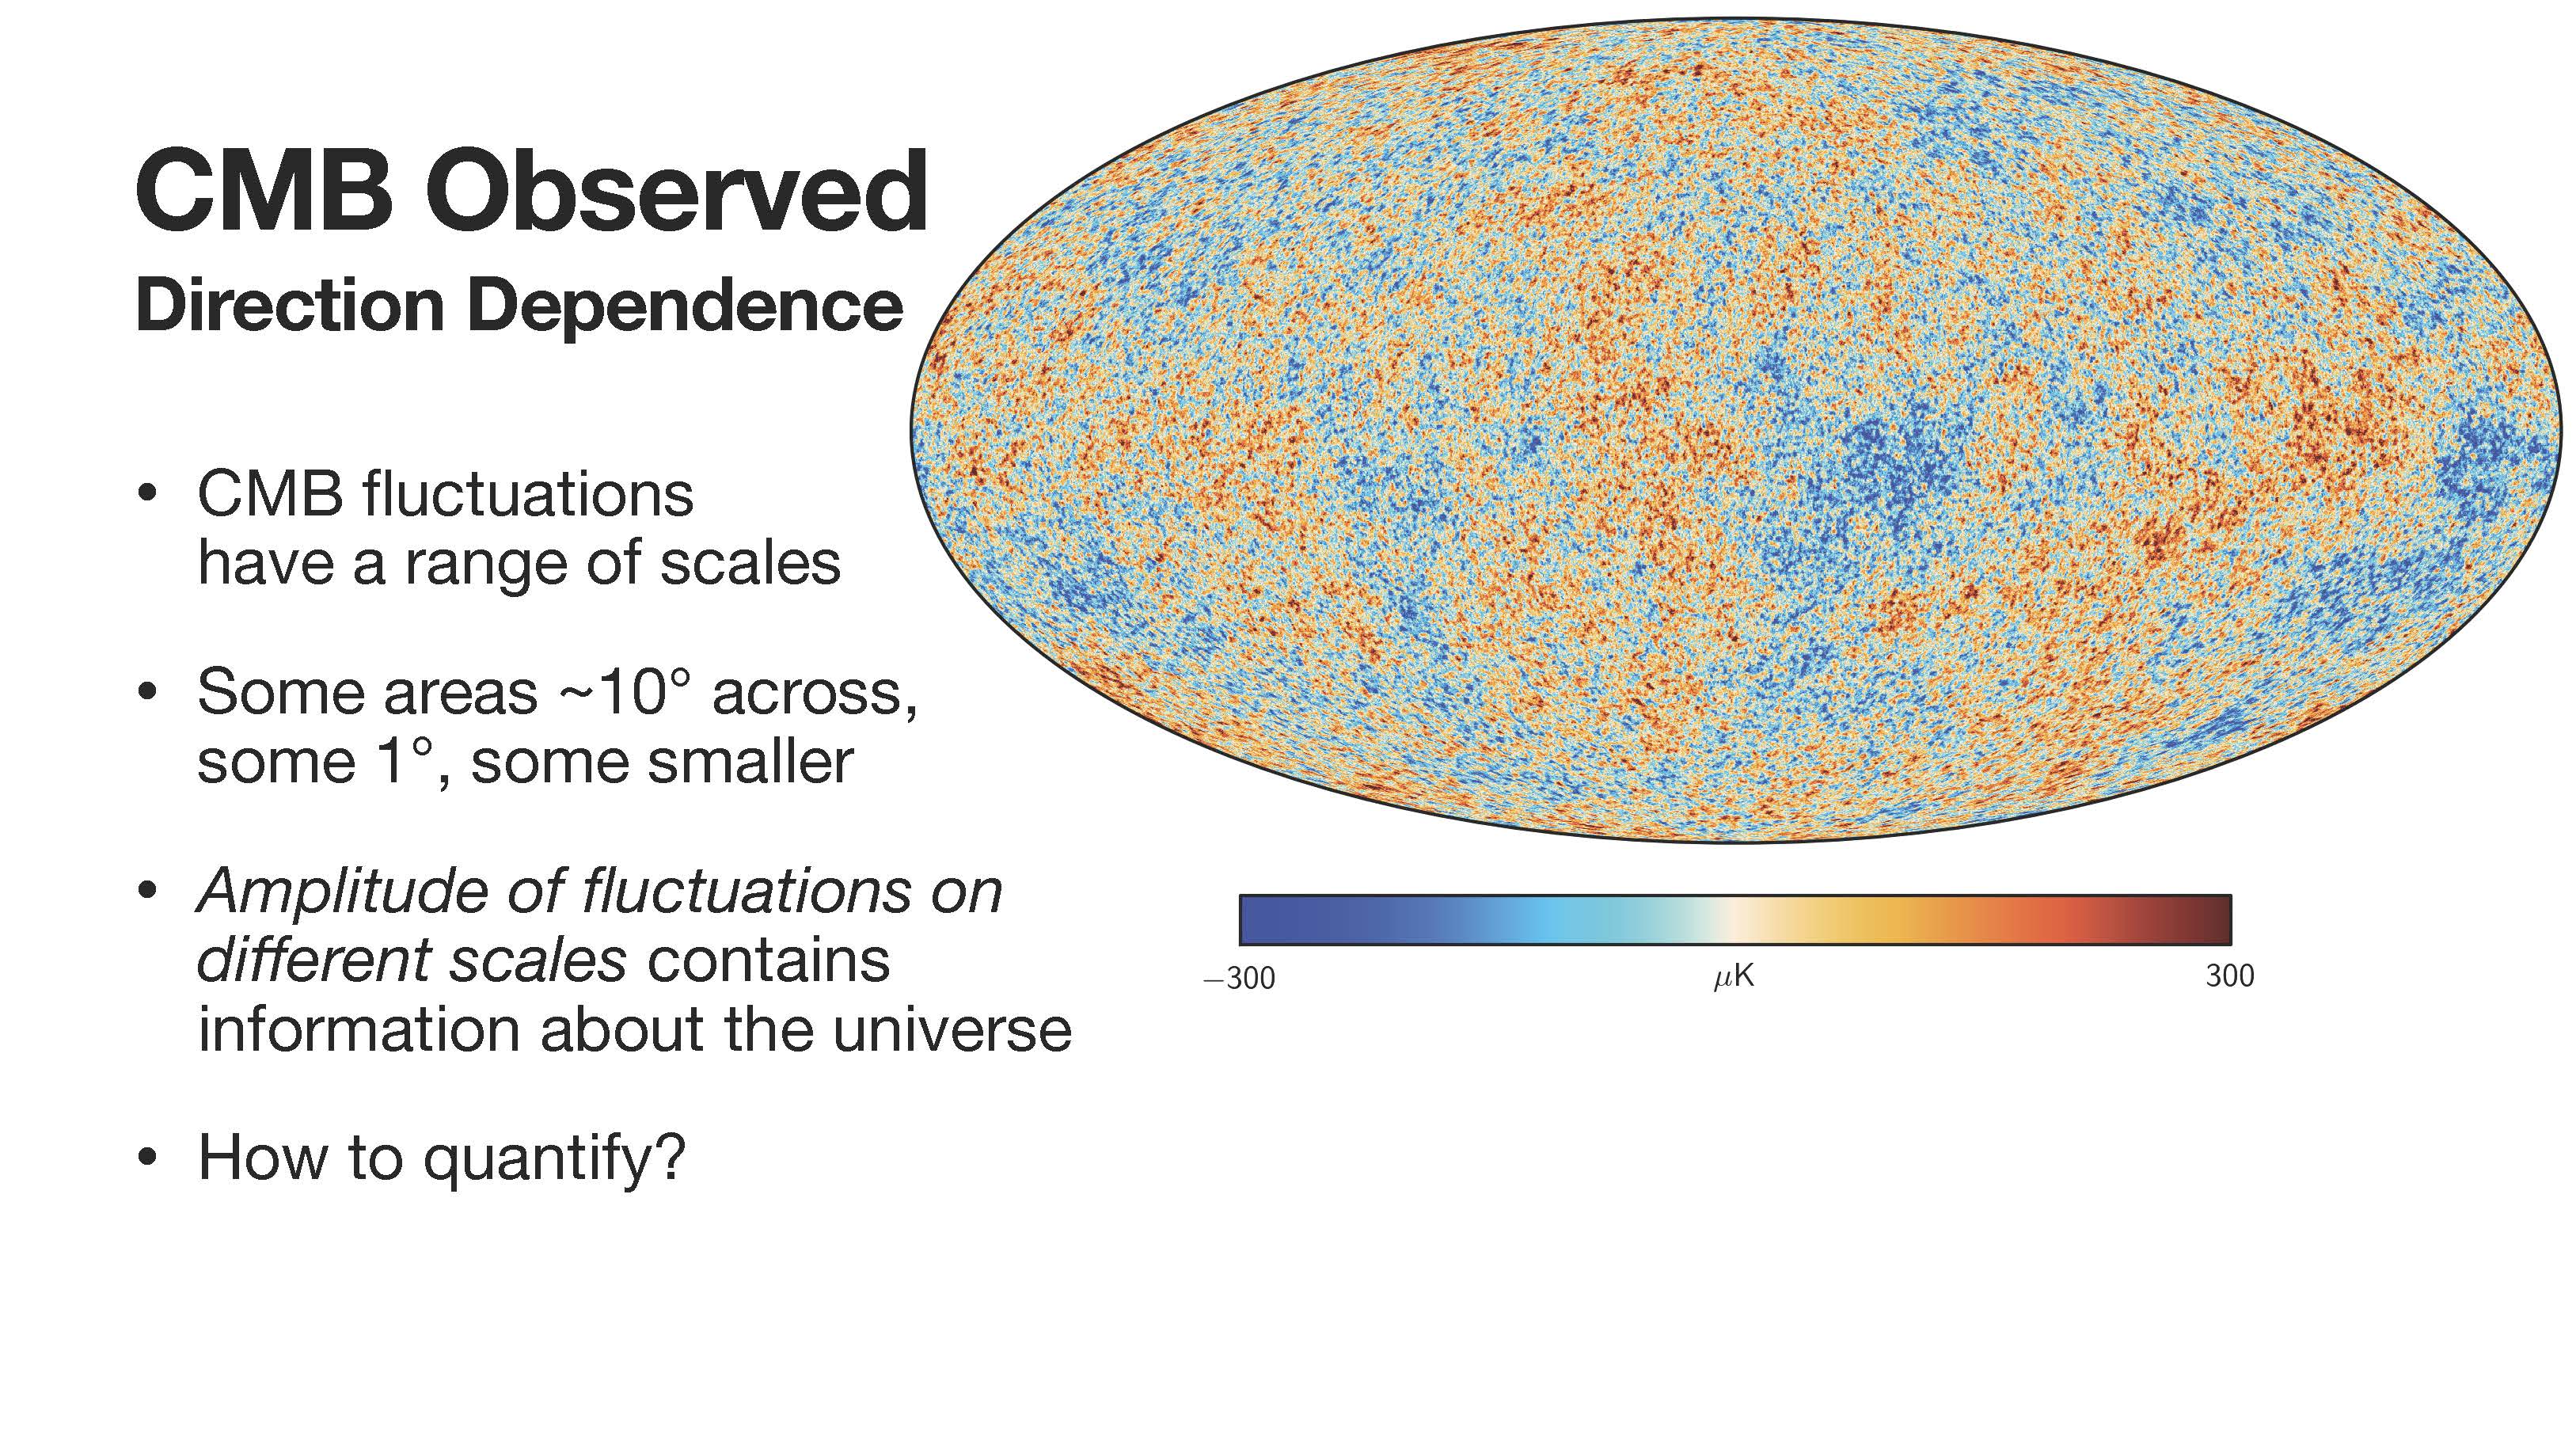 CMB Observed
Direction Dependence
• CMB fluctuations
have a range of scales
• Some areas ~10° across,
some 1°, some smaller
• Amplitude of fluctuations on
different scales contains
information about the universe
• How to quantify?
−300 μK 300